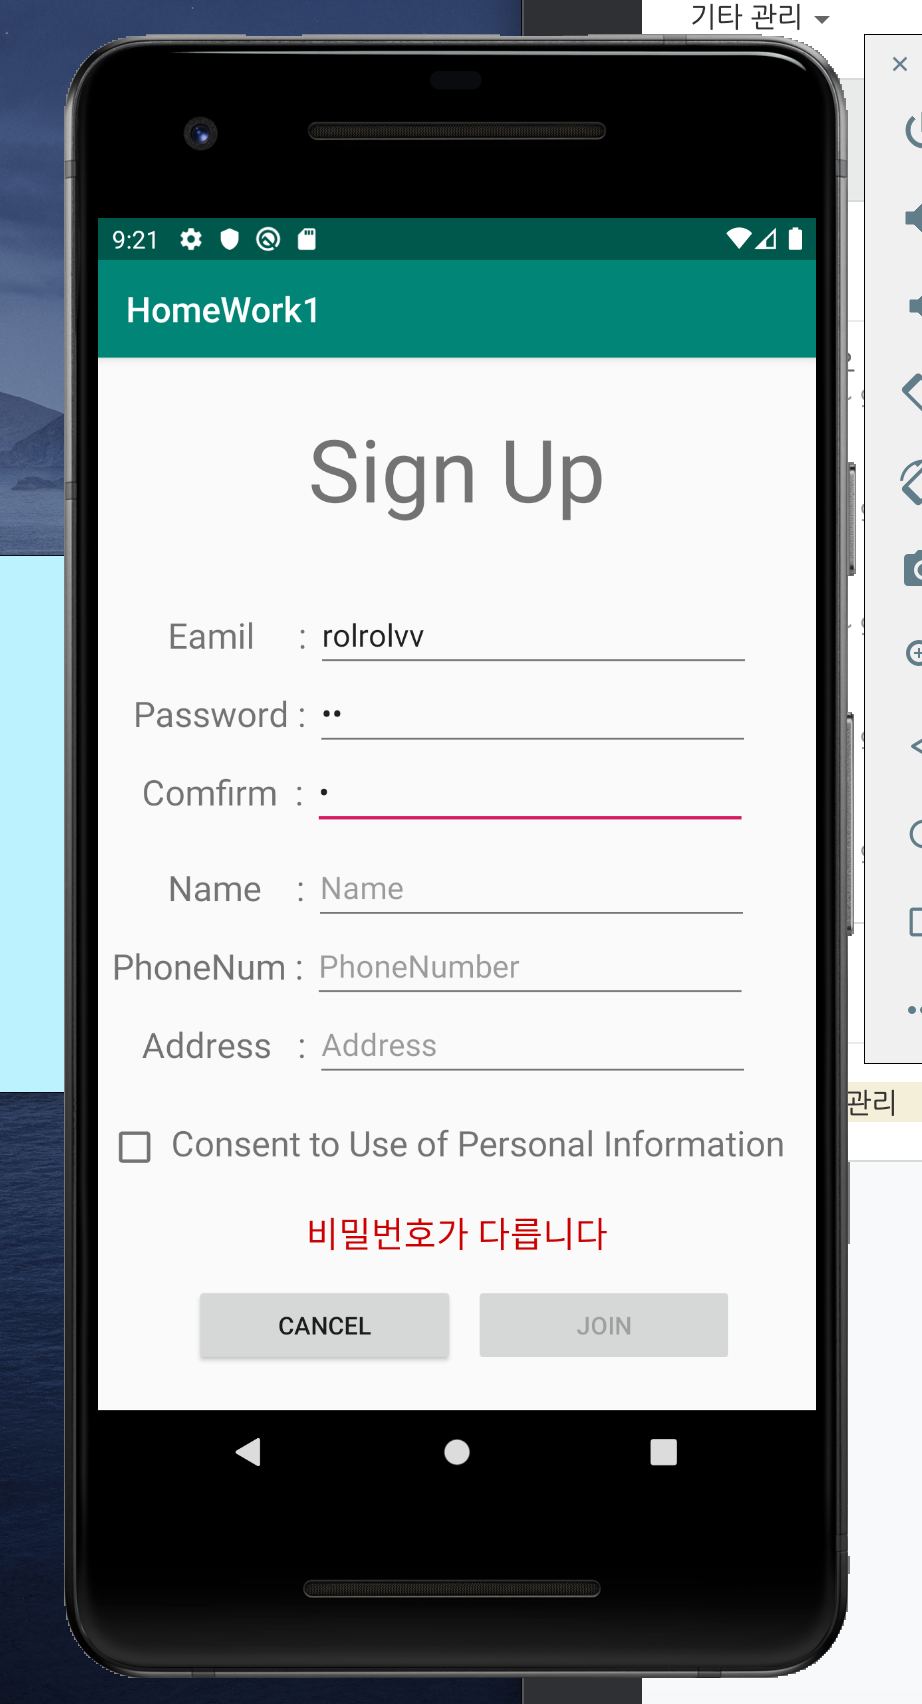 기타 관리
9:21
HomeWork1
Sign Up
Eamil : rolrolvv
Password : ••
Comfirm : •
Name : Name
PhoneNum : PhoneNumber
Address : Address
관리
Consent to Use of Personal Information
비밀번호가 다릅니다
CANCEL JOIN